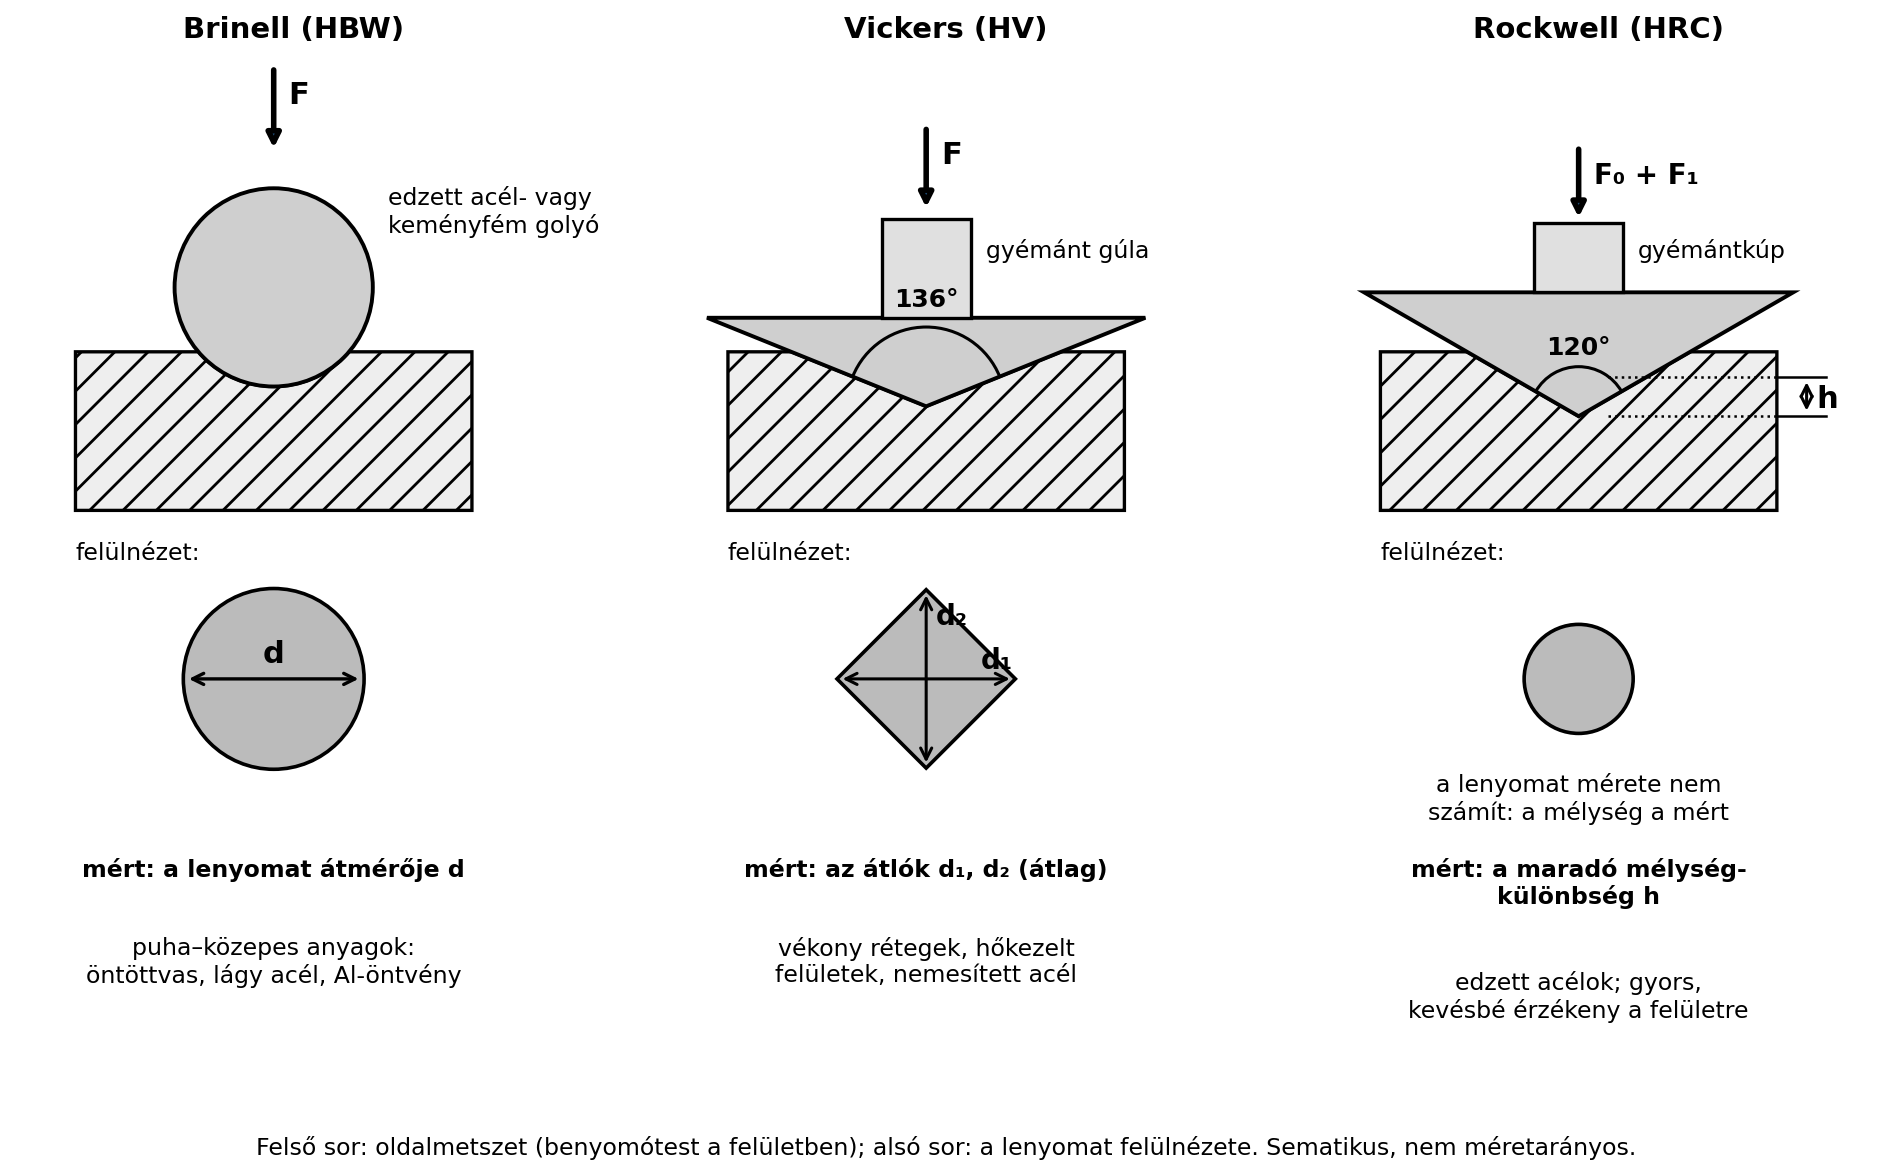 Brinell (HBW)
F
edzett acél- vagy
keményfém golyó
felülnézet:
d
mért: a lenyomat átmérője d
puha–közepes anyagok:
öntöttvas, lágy acél, Al-öntvény
Vickers (HV)
F
gyémánt gúla
136°
felülnézet:
d₂
d₁
mért: az átlók d₁, d₂ (átlag)
vékony rétegek, hőkezelt
felületek, nemesített acél
Rockwell (HRC)
F₀ + F₁
gyémántkúp
120°
h
felülnézet:
a lenyomat mérete nem
számít: a mélység a mért
mért: a maradó mélység-
különbség h
edzett acélok; gyors,
kevésbé érzékeny a felületre
Felső sor: oldalmetszet (benyomótest a felületben); alsó sor: a lenyomat felülnézete. Sematikus, nem méretarányos.